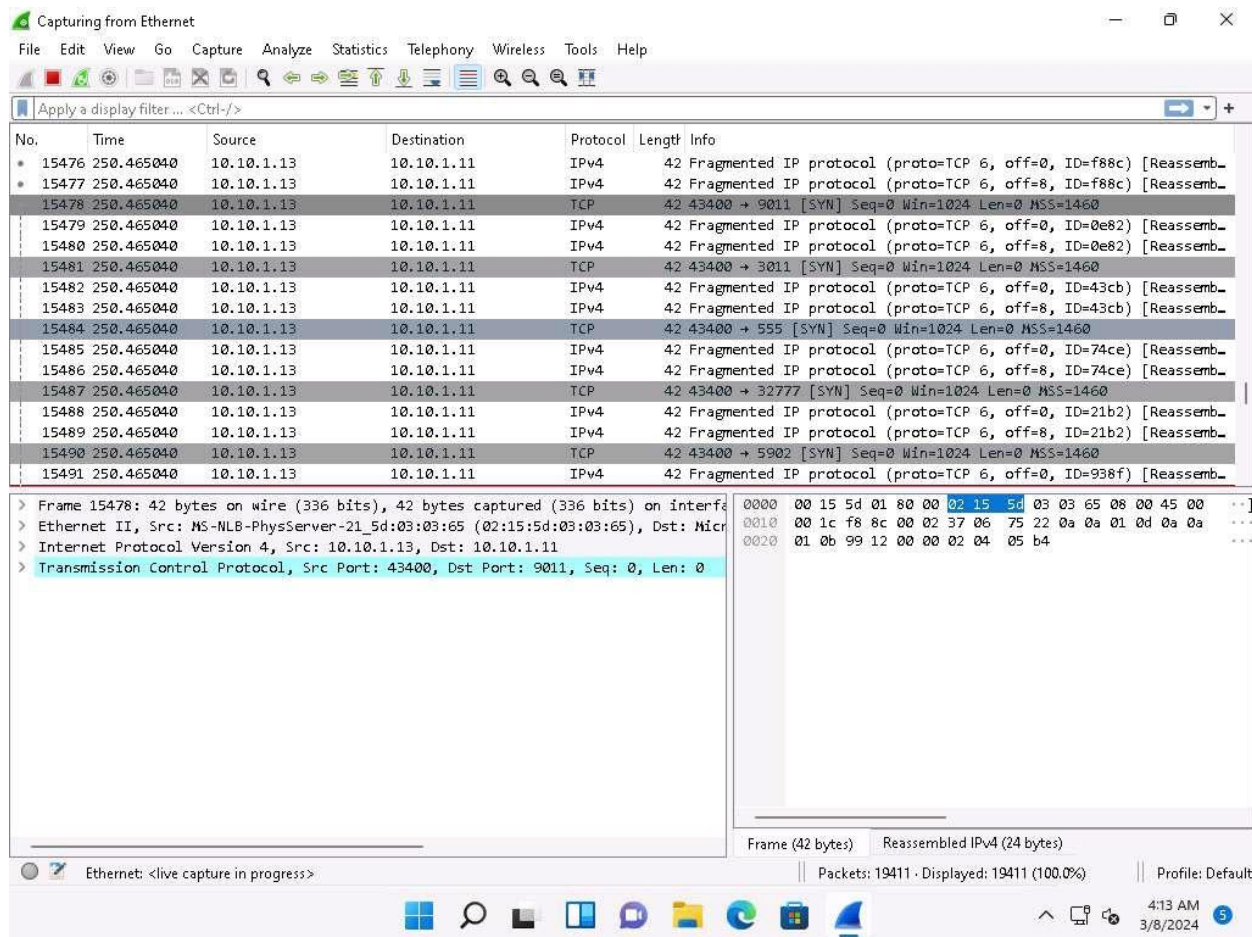 Capturing from Ethernet
File Edit View Go Capture Analyze Statistics Telephony Wireless Tools Help
Apply a display filter ... <Ctrl-/>
No. Time Source Destination Protocol Length Info
15476 250.465040 10.10.1.13 10.10.1.11 IPv4 42 Fragmented IP protocol (proto=TCP 6, off=0, ID=f88c) [Reassemb…
15477 250.465040 10.10.1.13 10.10.1.11 IPv4 42 Fragmented IP protocol (proto=TCP 6, off=8, ID=f88c) [Reassemb…
15478 250.465040 10.10.1.13 10.10.1.11 TCP 42 43400 → 9011 [SYN] Seq=0 Win=1024 Len=0 MSS=1460
15479 250.465040 10.10.1.13 10.10.1.11 IPv4 42 Fragmented IP protocol (proto=TCP 6, off=0, ID=0e82) [Reassemb…
15480 250.465040 10.10.1.13 10.10.1.11 IPv4 42 Fragmented IP protocol (proto=TCP 6, off=8, ID=0e82) [Reassemb…
15481 250.465040 10.10.1.13 10.10.1.11 TCP 42 43400 → 3011 [SYN] Seq=0 Win=1024 Len=0 MSS=1460
15482 250.465040 10.10.1.13 10.10.1.11 IPv4 42 Fragmented IP protocol (proto=TCP 6, off=0, ID=43cb) [Reassemb…
15483 250.465040 10.10.1.13 10.10.1.11 IPv4 42 Fragmented IP protocol (proto=TCP 6, off=8, ID=43cb) [Reassemb…
15484 250.465040 10.10.1.13 10.10.1.11 TCP 42 43400 → 555 [SYN] Seq=0 Win=1024 Len=0 MSS=1460
15485 250.465040 10.10.1.13 10.10.1.11 IPv4 42 Fragmented IP protocol (proto=TCP 6, off=0, ID=74ce) [Reassemb…
15486 250.465040 10.10.1.13 10.10.1.11 IPv4 42 Fragmented IP protocol (proto=TCP 6, off=8, ID=74ce) [Reassemb…
15487 250.465040 10.10.1.13 10.10.1.11 TCP 42 43400 → 32777 [SYN] Seq=0 Win=1024 Len=0 MSS=1460
15488 250.465040 10.10.1.13 10.10.1.11 IPv4 42 Fragmented IP protocol (proto=TCP 6, off=0, ID=21b2) [Reassemb…
15489 250.465040 10.10.1.13 10.10.1.11 IPv4 42 Fragmented IP protocol (proto=TCP 6, off=8, ID=21b2) [Reassemb…
15490 250.465040 10.10.1.13 10.10.1.11 TCP 42 43400 → 5902 [SYN] Seq=0 Win=1024 Len=0 MSS=1460
15491 250.465040 10.10.1.13 10.10.1.11 IPv4 42 Fragmented IP protocol (proto=TCP 6, off=0, ID=938f) [Reassemb…
> Frame 15478: 42 bytes on wire (336 bits), 42 bytes captured (336 bits) on interfa
> Ethernet II, Src: MS-NLB-PhysServer-21_5d:03:03:65 (02:15:5d:03:03:65), Dst: Micr
> Internet Protocol Version 4, Src: 10.10.1.13, Dst: 10.10.1.11
> Transmission Control Protocol, Src Port: 43400, Dst Port: 9011, Seq: 0, Len: 0
0000 00 15 5d 01 80 00 02 15 5d 03 03 65 08 00 45 00 ··]
0010 00 1c f8 8c 00 02 37 06 75 22 0a 0a 01 0d 0a 0a ···
0020 01 0b 99 12 00 00 02 04 05 b4 ···
Frame (42 bytes) Reassembled IPv4 (24 bytes)
Ethernet: <live capture in progress> Packets: 19411 · Displayed: 19411 (100.0%) Profile: Default
4:13 AM
3/8/2024
5